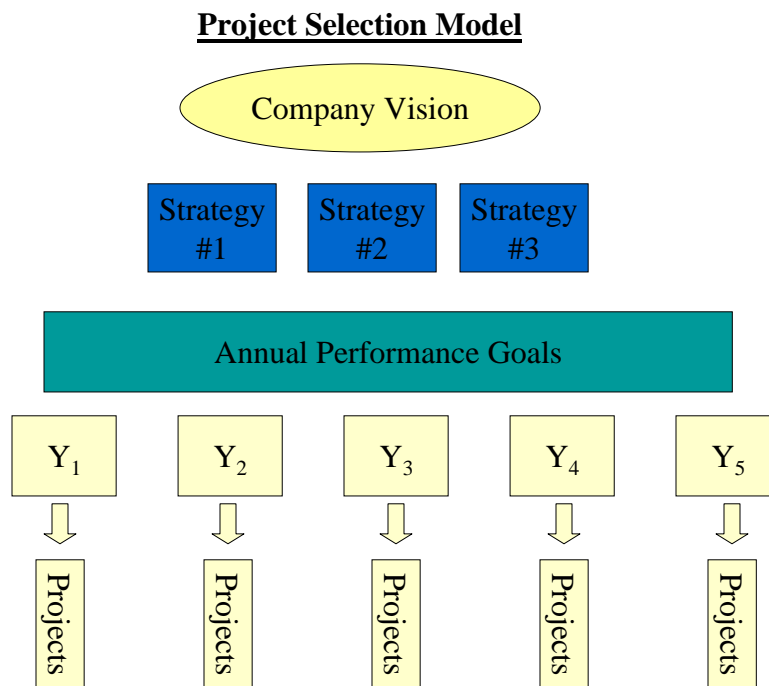 Project Selection Model
Company Vision
Strategy
#1
Strategy
#2
Strategy
#3
Annual Performance Goals
Y₁
Y₂
Y₃
Y₄
Y₅
Projects
Projects
Projects
Projects
Projects